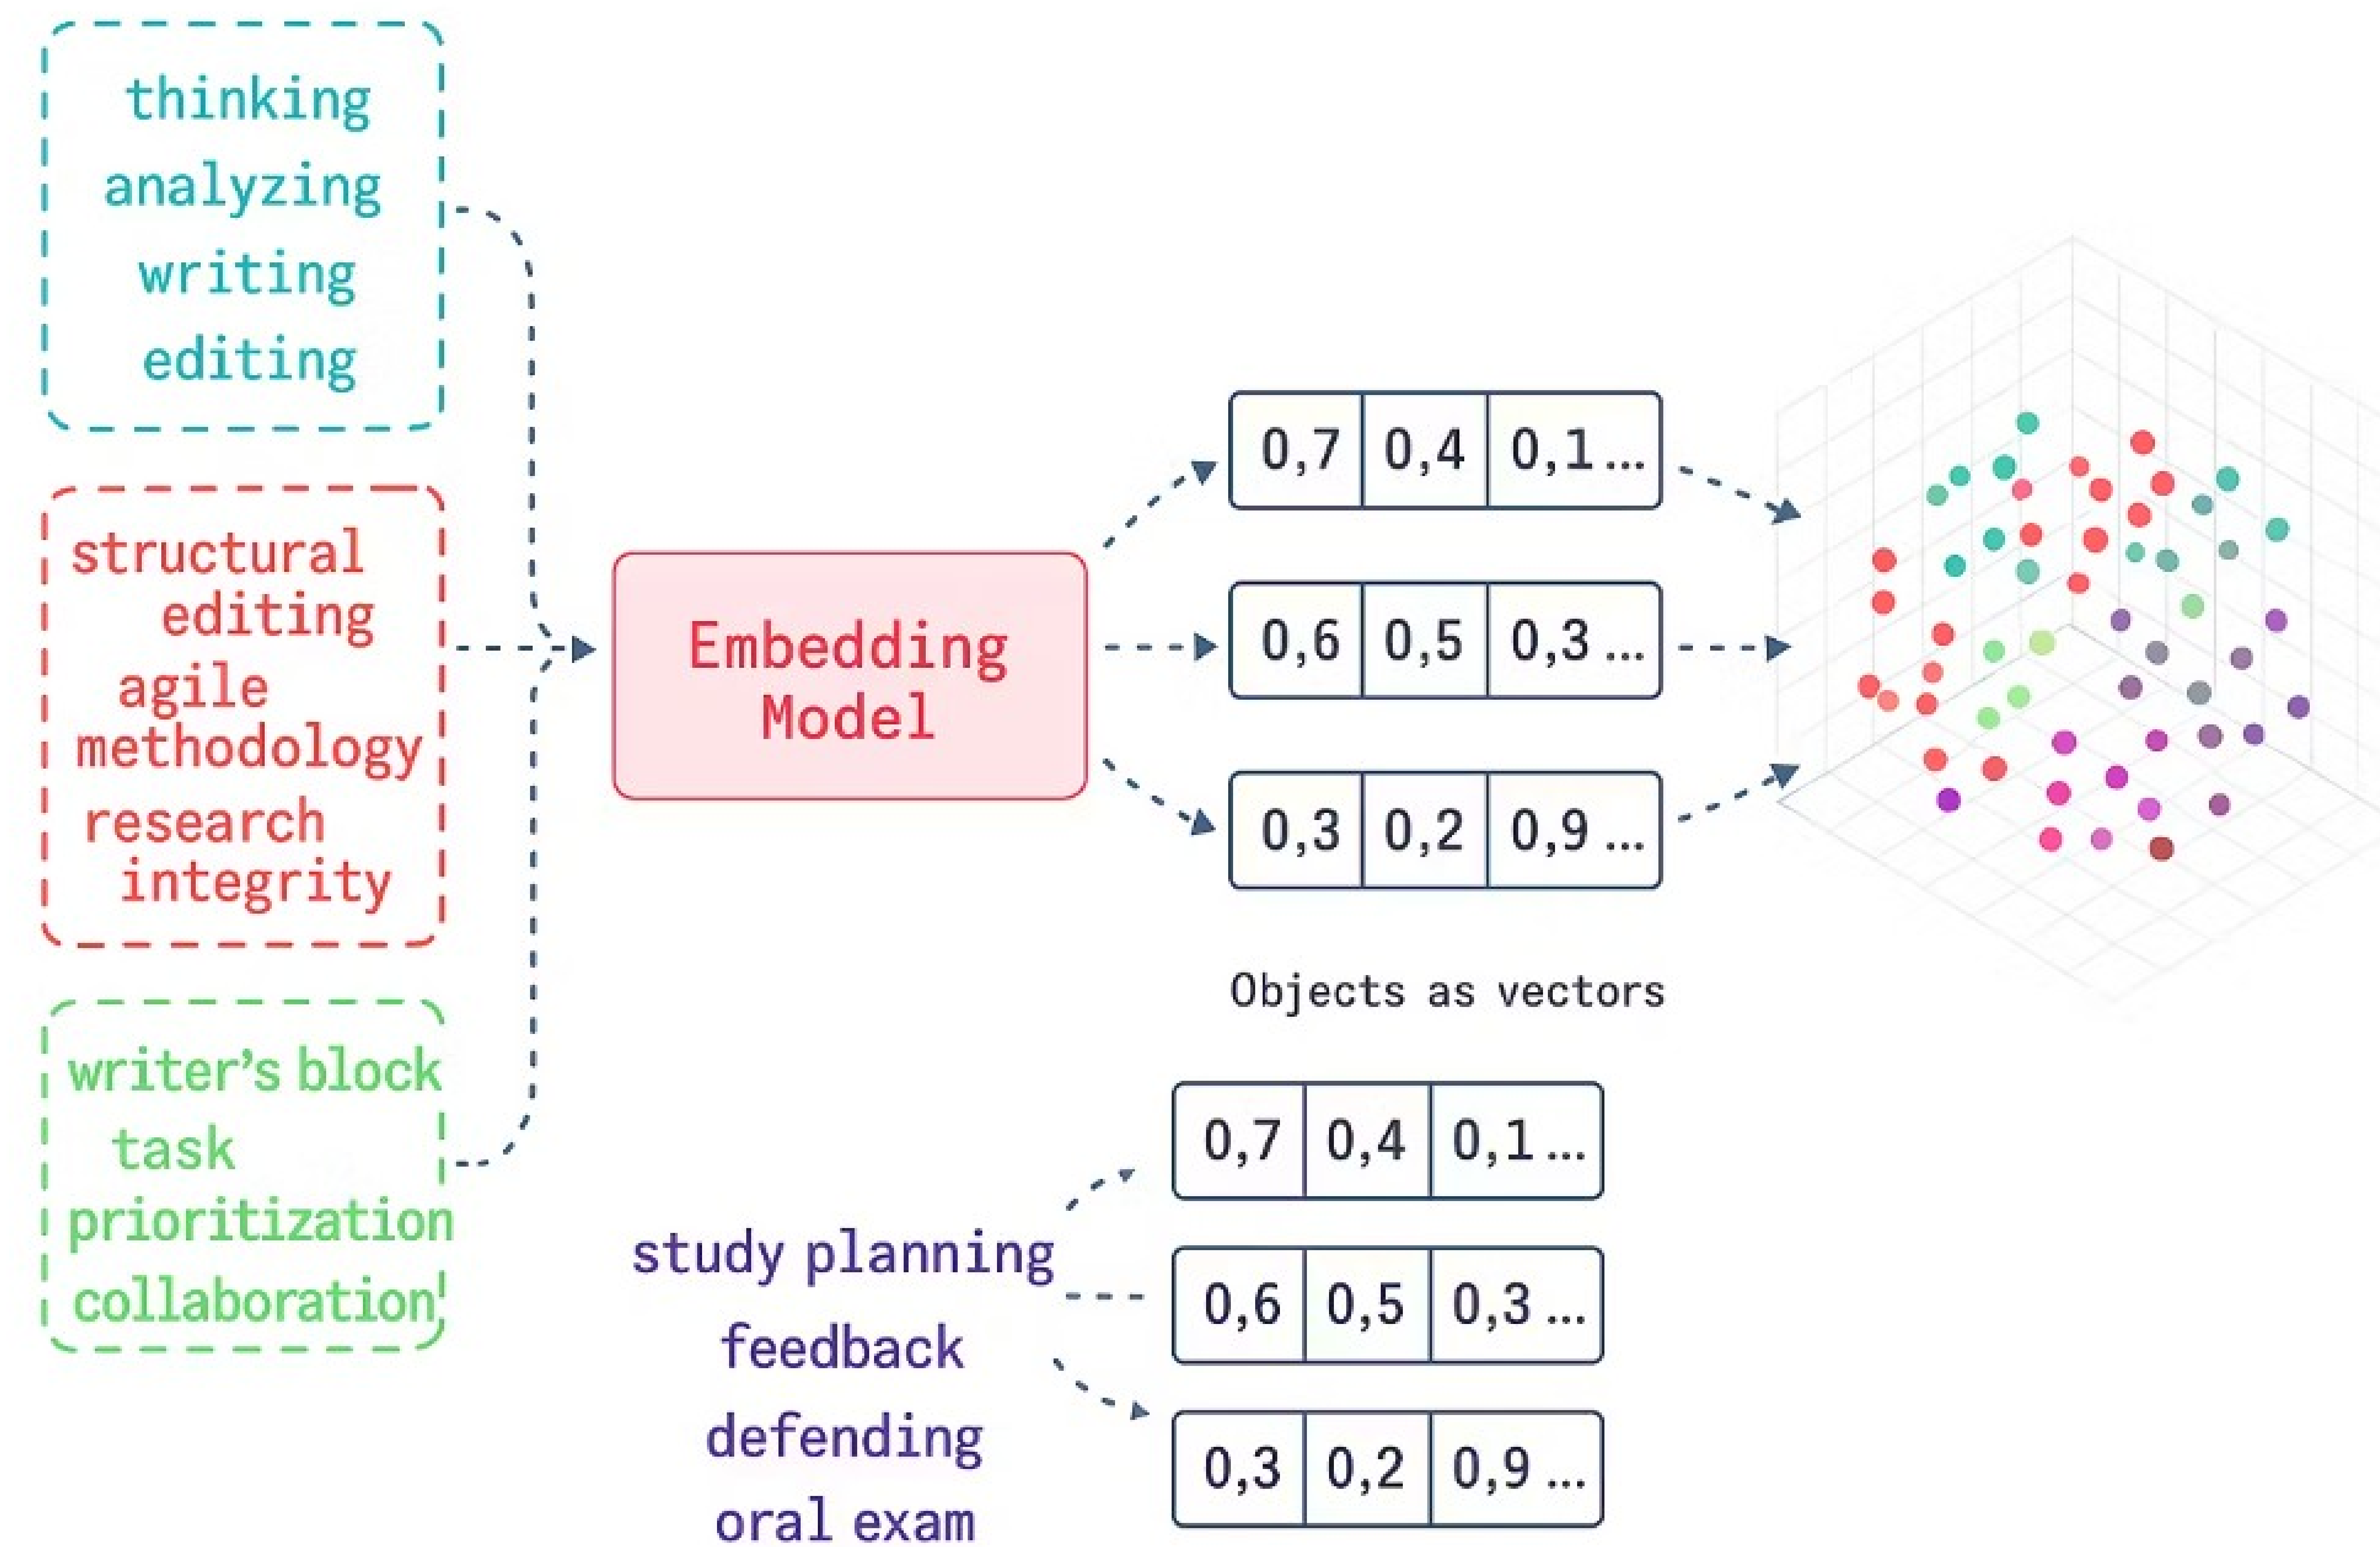 thinking
analyzing
writing
editing
structural
editing
agile
methodology
research
integrity
writer's block
task
prioritization
collaboration
Embedding
Model
0,7 0,4 0,1...
0,6 0,5 0,3...
0,3 0,2 0,9...
Objects as vectors
study planning
feedback
defending
oral exam
0,7 0,4 0,1...
0,6 0,5 0,3...
0,3 0,2 0,9...